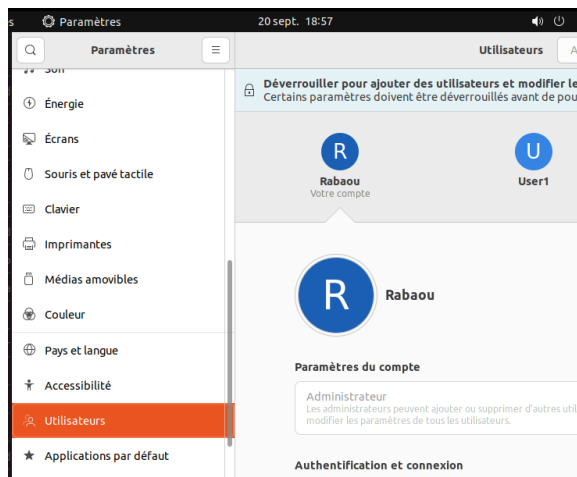 Paramètres
20 sept. 18:57
Paramètres
Utilisateurs
Son
Énergie
Écrans
Souris et pavé tactile
Clavier
Imprimantes
Médias amovibles
Couleur
Pays et langue
Accessibilité
Utilisateurs
Applications par défaut
Déverrouiller pour ajouter des utilisateurs et modifier le
Certains paramètres doivent être déverrouillés avant de pou
R
U
Rabaou
User1
Votre compte
R
Rabaou
Paramètres du compte
Administrateur
Les administrateurs peuvent ajouter ou supprimer d'autres util
modifier les paramètres de tous les utilisateurs.
Authentification et connexion